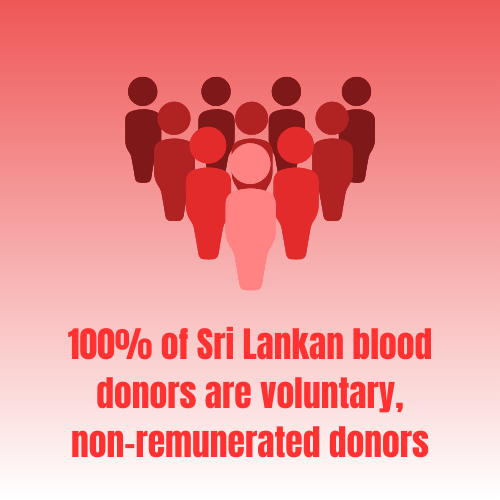 100% of Sri Lankan blood
donors are voluntary,
non-remunerated donors